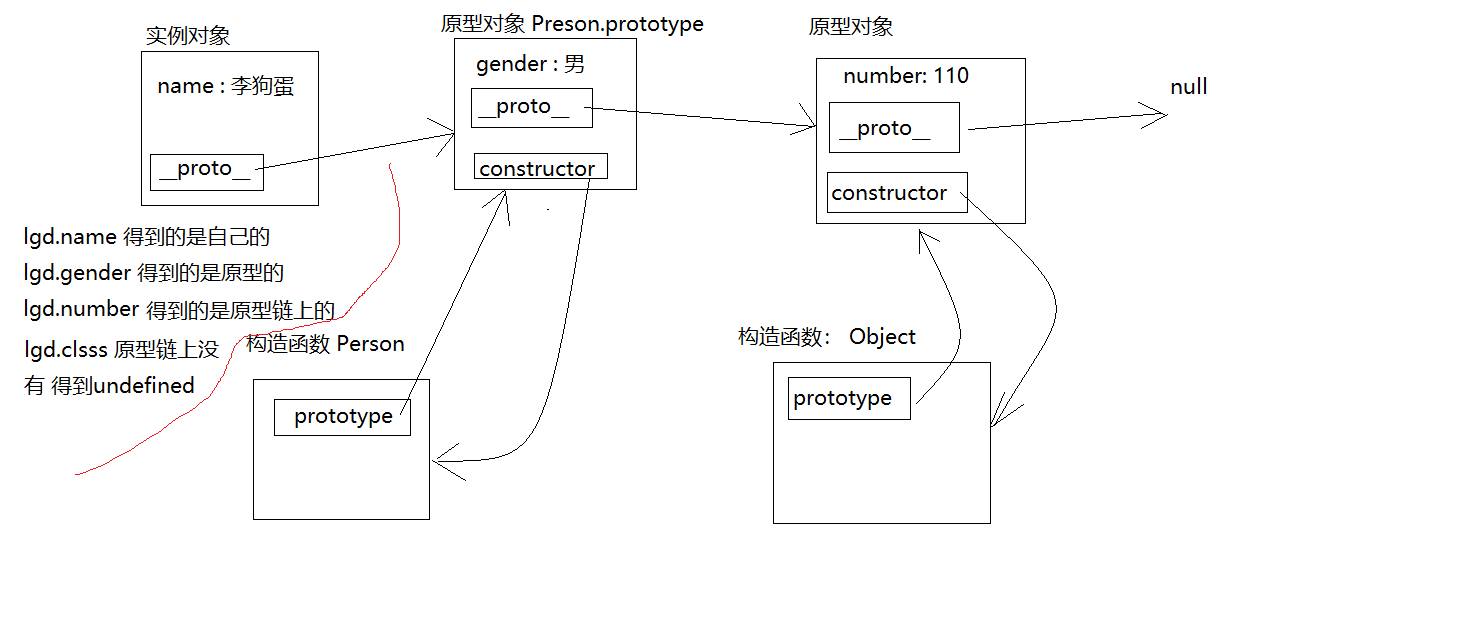 实例对象
name : 李狗蛋
__proto__
原型对象 Preson.prototype
gender : 男
__proto__
constructor
原型对象
number: 110
__proto__
constructor
null
lgd.name 得到的是自己的
lgd.gender 得到的是原型的
lgd.number 得到的是原型链上的
lgd.clsss 原型链上没
有 得到undefined
构造函数 Person
prototype
构造函数： Object
prototype